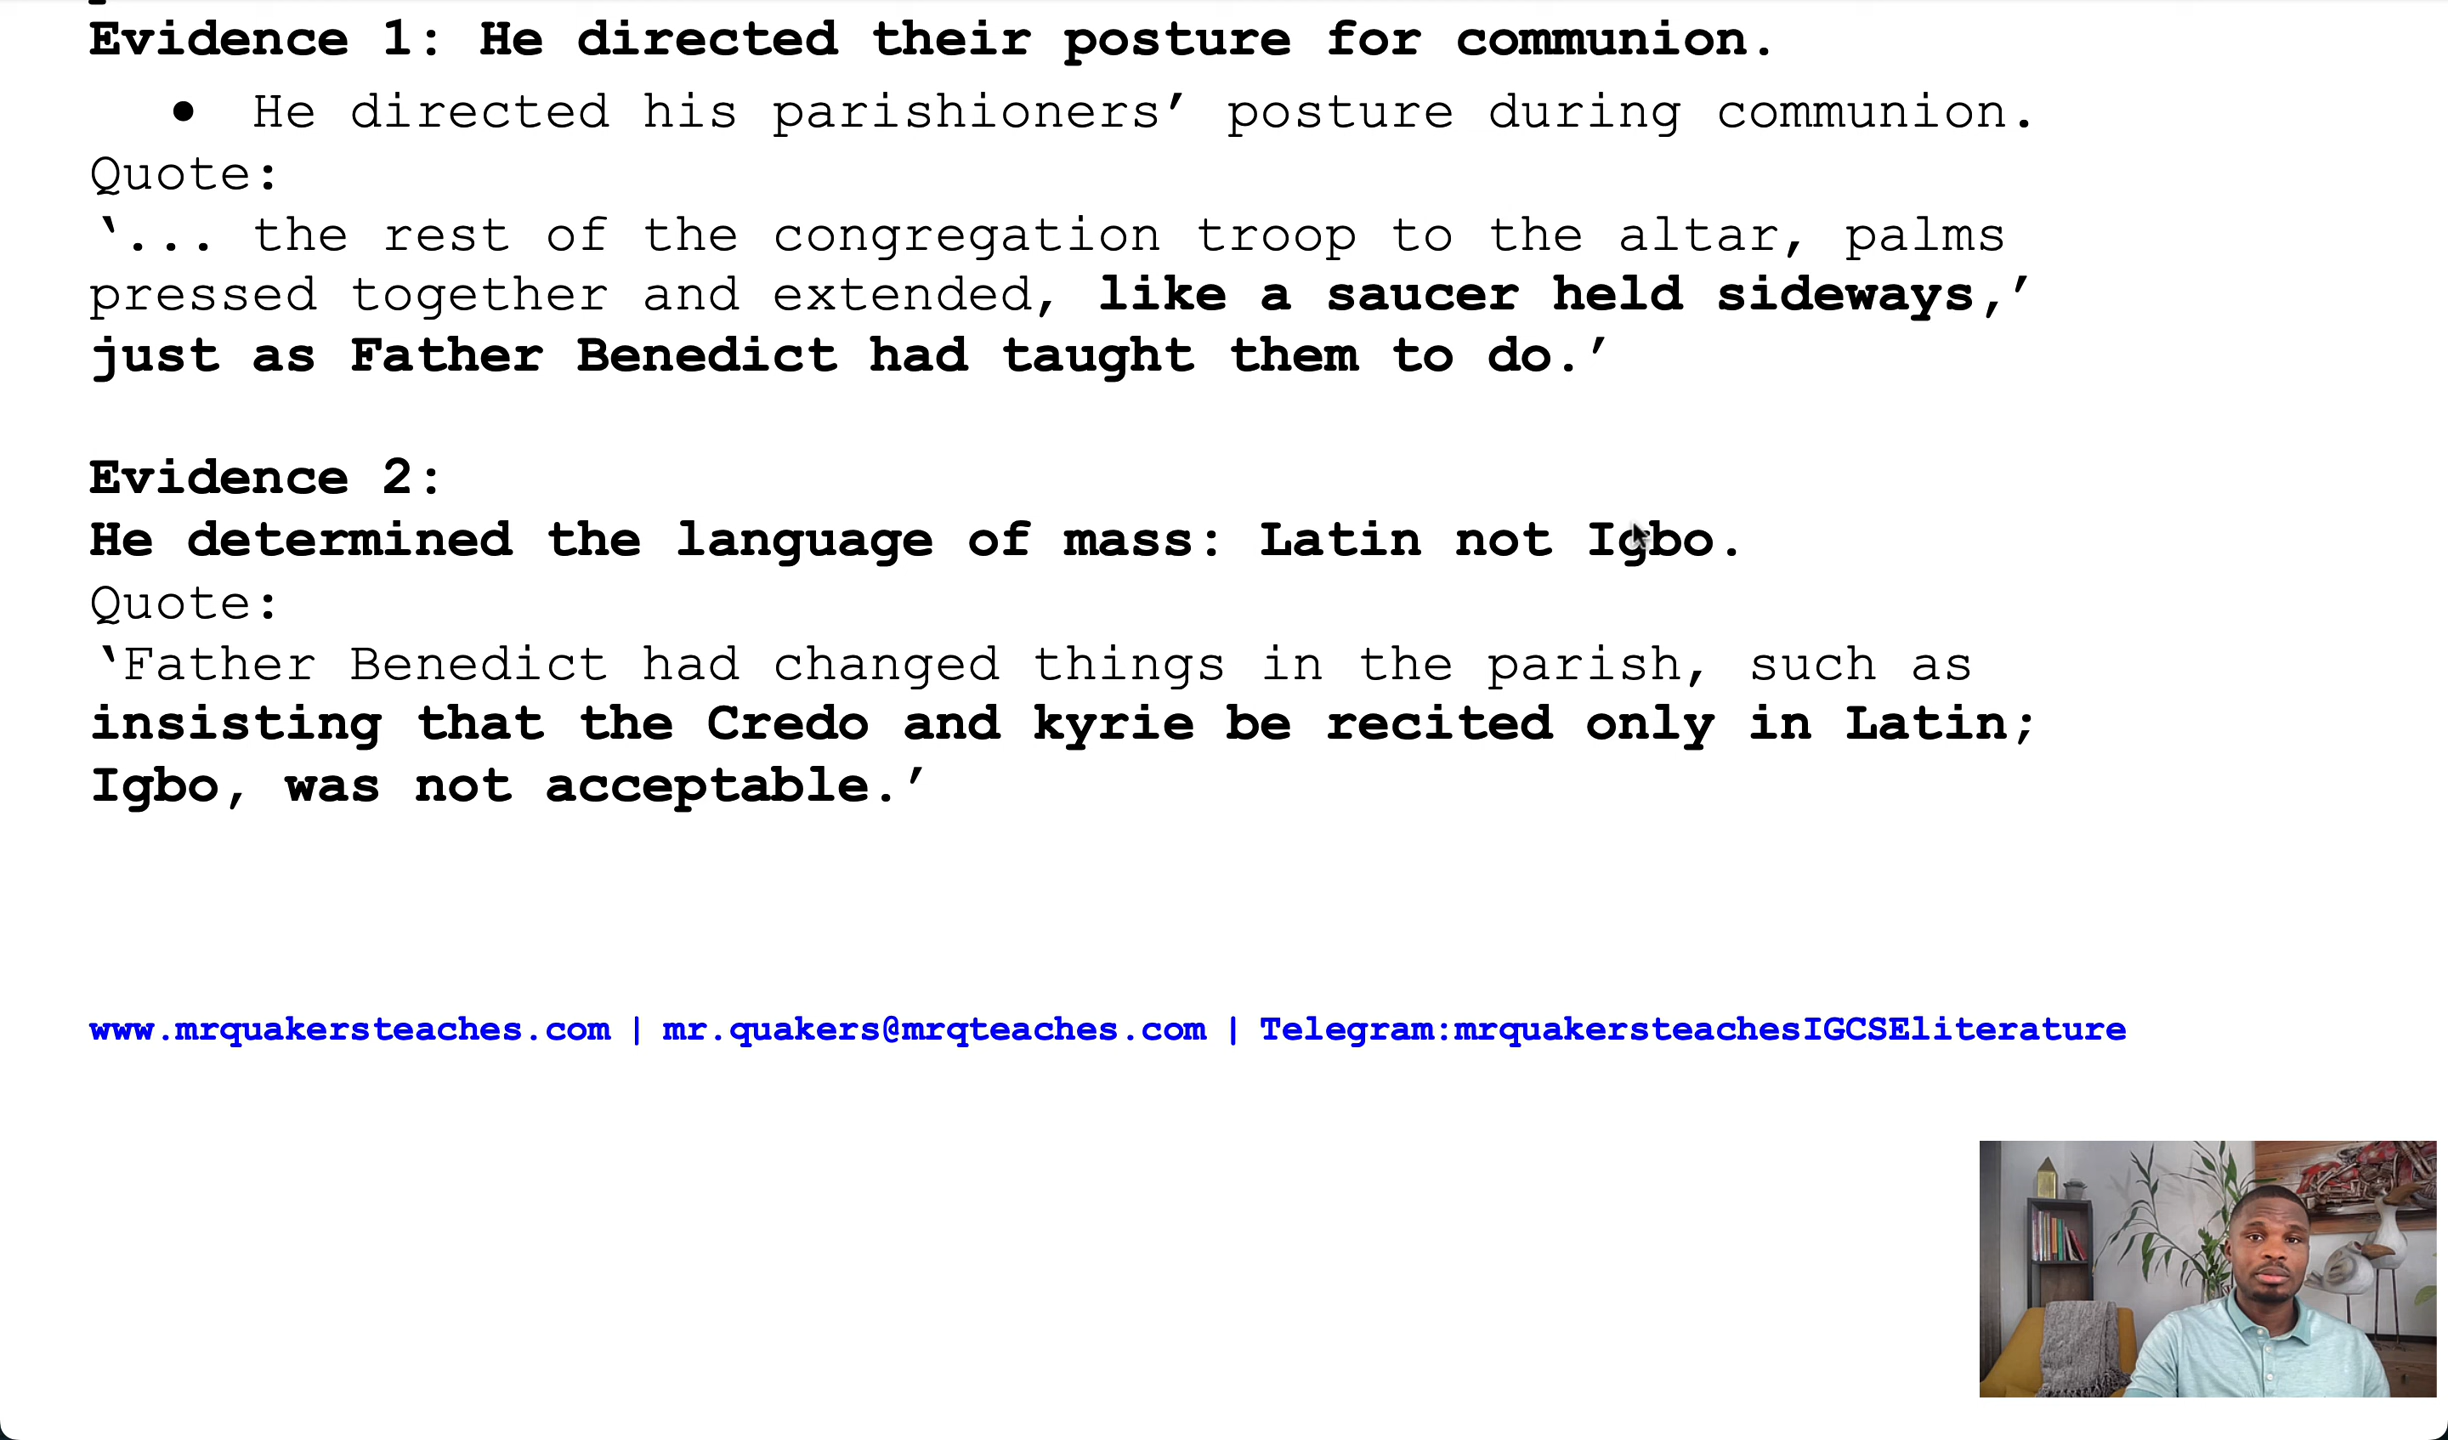 Evidence 1: He directed their posture for communion.
• He directed his parishioners’ posture during communion.
Quote:
‘... the rest of the congregation troop to the altar, palms
pressed together and extended, like a saucer held sideways,’
just as Father Benedict had taught them to do.’
Evidence 2:
He determined the language of mass: Latin not Igbo.
Quote:
‘Father Benedict had changed things in the parish, such as
insisting that the Credo and kyrie be recited only in Latin;
Igbo, was not acceptable.’
www.mrquakersteaches.com | mr.quakers@mrqteaches.com | Telegram:mrquakersteachesIGCSEliterature